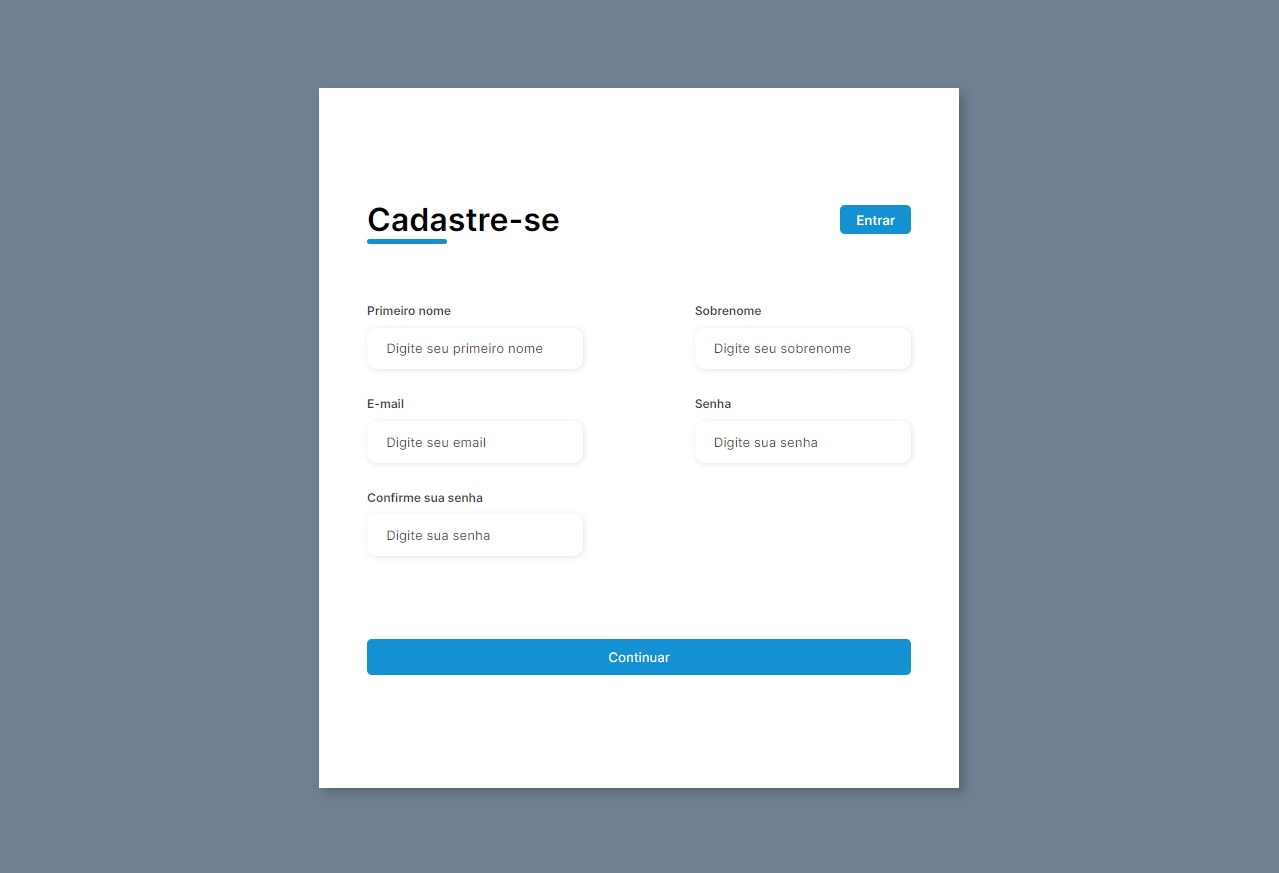 Cadastre-se
Entrar
Primeiro nome
Sobrenome
Digite seu primeiro nome
Digite seu sobrenome
E-mail
Senha
Digite seu email
Digite sua senha
Confirme sua senha
Digite sua senha
Continuar